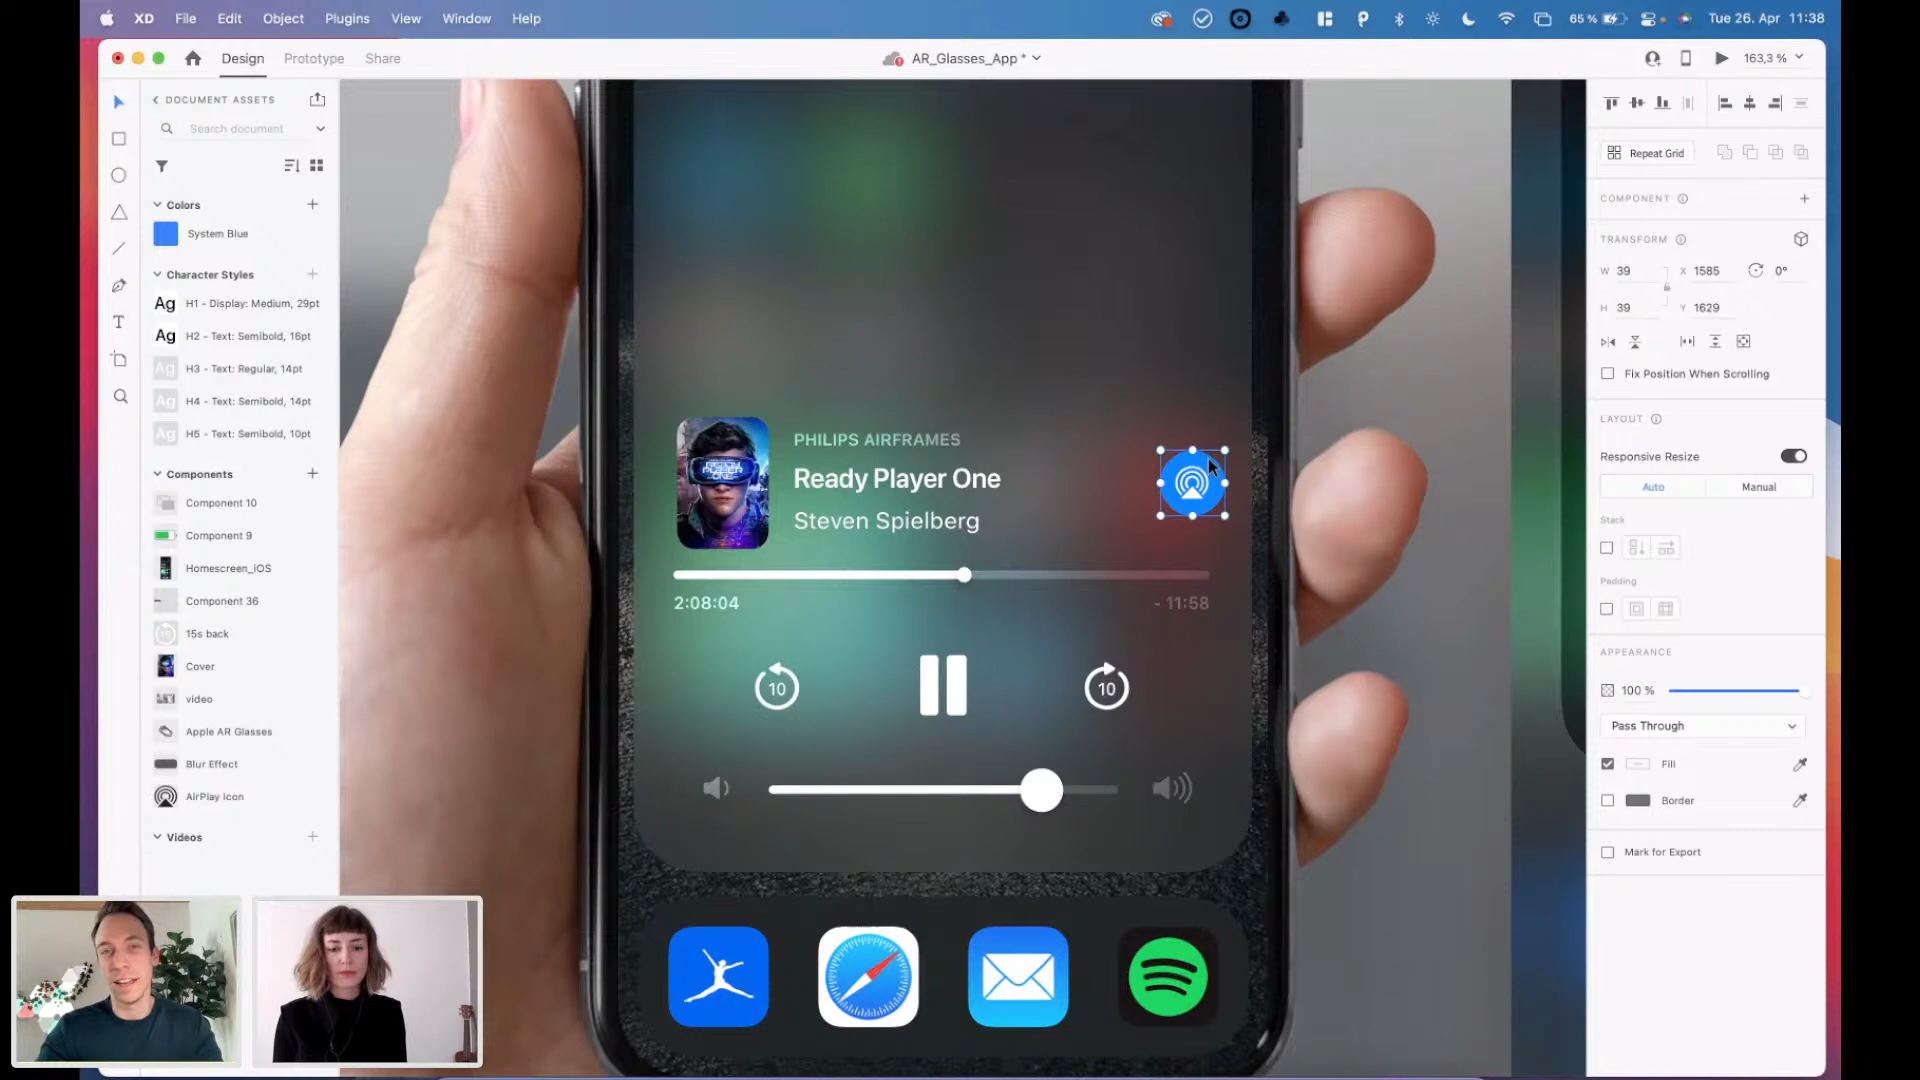 XD File Edit Object Plugins View Window Help
65 % Tue 26. Apr 11:38
Design Prototype Share
AR_Glasses_App *
163,3 %
DOCUMENT ASSETS
Search document
Colors
System Blue
Character Styles
Ag H1 - Display: Medium, 29pt
Ag H2 - Text: Semibold, 16pt
Ag H3 - Text: Regular, 14pt
Ag H4 - Text: Semibold, 14pt
Ag H5 - Text: Semibold, 10pt
Components
Component 10
Component 9
Homescreen_iOS
Component 36
15s back
Cover
video
Apple AR Glasses
Blur Effect
AirPlay Icon
Videos
PHILIPS AIRFRAMES
Ready Player One
Steven Spielberg
2:08:04
- 11:58
10
10
READY
PLAYER
ONE
Repeat Grid
COMPONENT
TRANSFORM
W 39 X 1585 0°
H 39 Y 1629
Fix Position When Scrolling
LAYOUT
Responsive Resize
Auto Manual
Stack
Padding
APPEARANCE
100 %
Pass Through
Fill
Border
Mark for Export